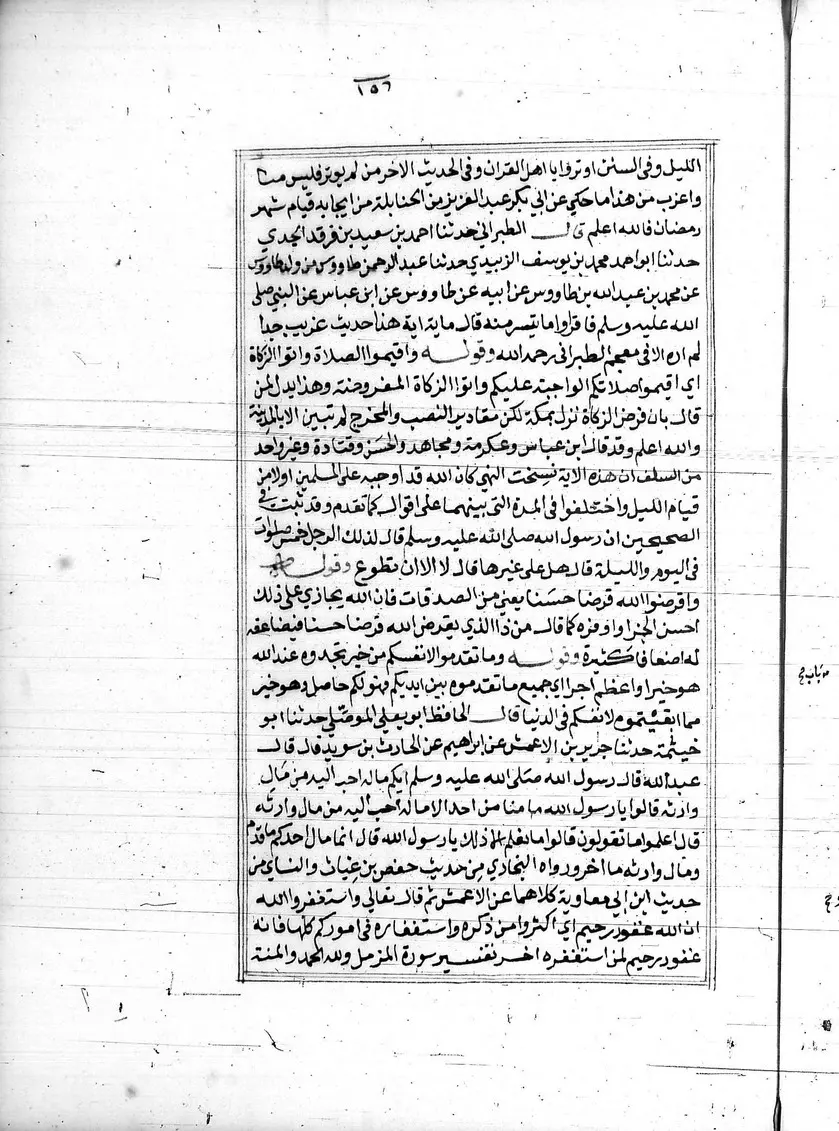 ١٥٦
الليل وفى السنن اوتروا يا اهل القران وفى الحديث الاخر من لم يوتر فليس منا
واعزب من هذا ما حكي عن ابي بكر عبد العزيز من الحنابلة من ايجابه قيام شهر
رمضان فالله اعلم قال الطبراني حدثنا احمد بن سعيد بن فرقد الجدي
حدثنا ابو احمد محمد بن يوسف الزبيدي حدثنا عبد الرحمن طاووس من ولد طاووس
عن محمد بن عبد الله بن طاووس عن ابيه عن طاووس عن ابن عباس عن النبي صلى
الله عليه وسلم فاقراوا ما تيسر منه قال ماية اية هذا حديث غريب جدا
لم اره الا فى معجم الطبرانى رحمه الله وقوله واقيموا الصلاة واتوا الزكاة
اي اقيموا صلاتكم الواجبة عليكم واتوا الزكاة المفروضة وهذا يدل لمن
قال بان فرض الزكاة نزل بمكة لكن مقادير النصب والمخرج لم تبين الا بالمدينة
والله اعلم وقد قال ابن عباس وعكرمة ومجاهد والحسن وقتادة وغير واحد
من السلف ان هذه الاية نسخت التي كان الله قد اوجبه على المسلمين اولا من
قيام الليل واختلفوا فى المدة التى بينهما على اقوال كما تقدم وقد ثبت فى
الصحيحين ان رسول الله صلى الله عليه وسلم قال لذلك الرجل خمس صلوات
فى اليوم والليلة قال هل على غيرها قال لا الا ان تطوع وقوله
واقرضوا الله قرضا حسنا يعني من الصدقات فان الله يجازي على ذلك
احسن الجزا واوفره كما قال من ذا الذي يقرض الله قرضا حسنا فيضاعفه
له اضعافا كثيرة وقوله وما تقدموا لانفسكم من خير تجدوه عند الله
هو خيرا واعظم اجرا اي جميع ما تقدموه بين ايديكم فهو لكم حاصل وهو خير
مما ابقيتموه لانفسكم فى الدنيا قال الحافظ ابو يعلى الموصلي حدثنا ابو
خيثمة حدثنا جرير بن الاعمش عن ابراهيم عن الحارث بن سويد قال قال
عبد الله قال رسول الله صلى الله عليه وسلم ايكم ماله احب اليه من مال
وارثه قالوا يا رسول الله ما منا من احد الا ماله احب اليه من مال وارثه
قال اعلموا ما تقولون قالوا ما نعلم الا ذلك يا رسول الله قال انما مال احدكم ما قدم
ومال وارثه ما اخر ورواه البخاري من حديث حفص بن غياث والنساي من
حديث ابن ابي معاوية كلاهما عن الاعمش ثم قال تعالى واستغفروا الله
ان الله غفور رحيم اي اكثروا من ذكره واستغفاره فى اموركم كلها فانه
غفور رحيم لمن استغفره اخر تفسير سورة المزمل ولله الحمد والمنة